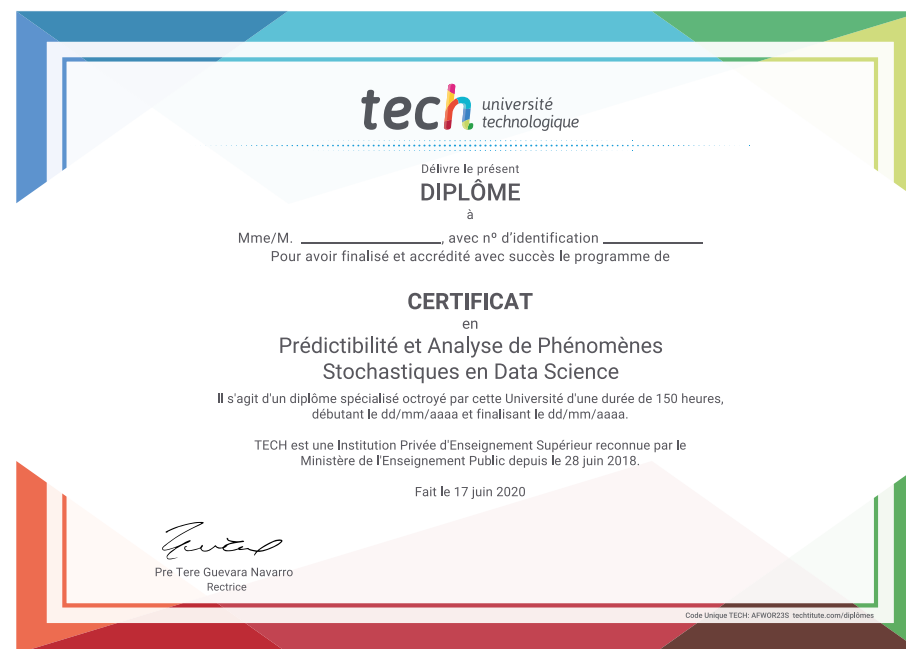 tech université
technologique
Délivre le présent
DIPLÔME
à
Mme/M. ____________________, avec nº d'identification ______________
Pour avoir finalisé et accrédité avec succès le programme de
CERTIFICAT
en
Prédictibilité et Analyse de Phénomènes
Stochastiques en Data Science
Il s'agit d'un diplôme spécialisé octroyé par cette Université d'une durée de 150 heures,
débutant le dd/mm/aaaa et finalisant le dd/mm/aaaa.
TECH est une Institution Privée d'Enseignement Supérieur reconnue par le
Ministère de l'Enseignement Public depuis le 28 juin 2018.
Fait le 17 juin 2020
Pre Tere Guevara Navarro
Rectrice
Code Unique TECH: AFWOR23S techtitute.com/diplômes